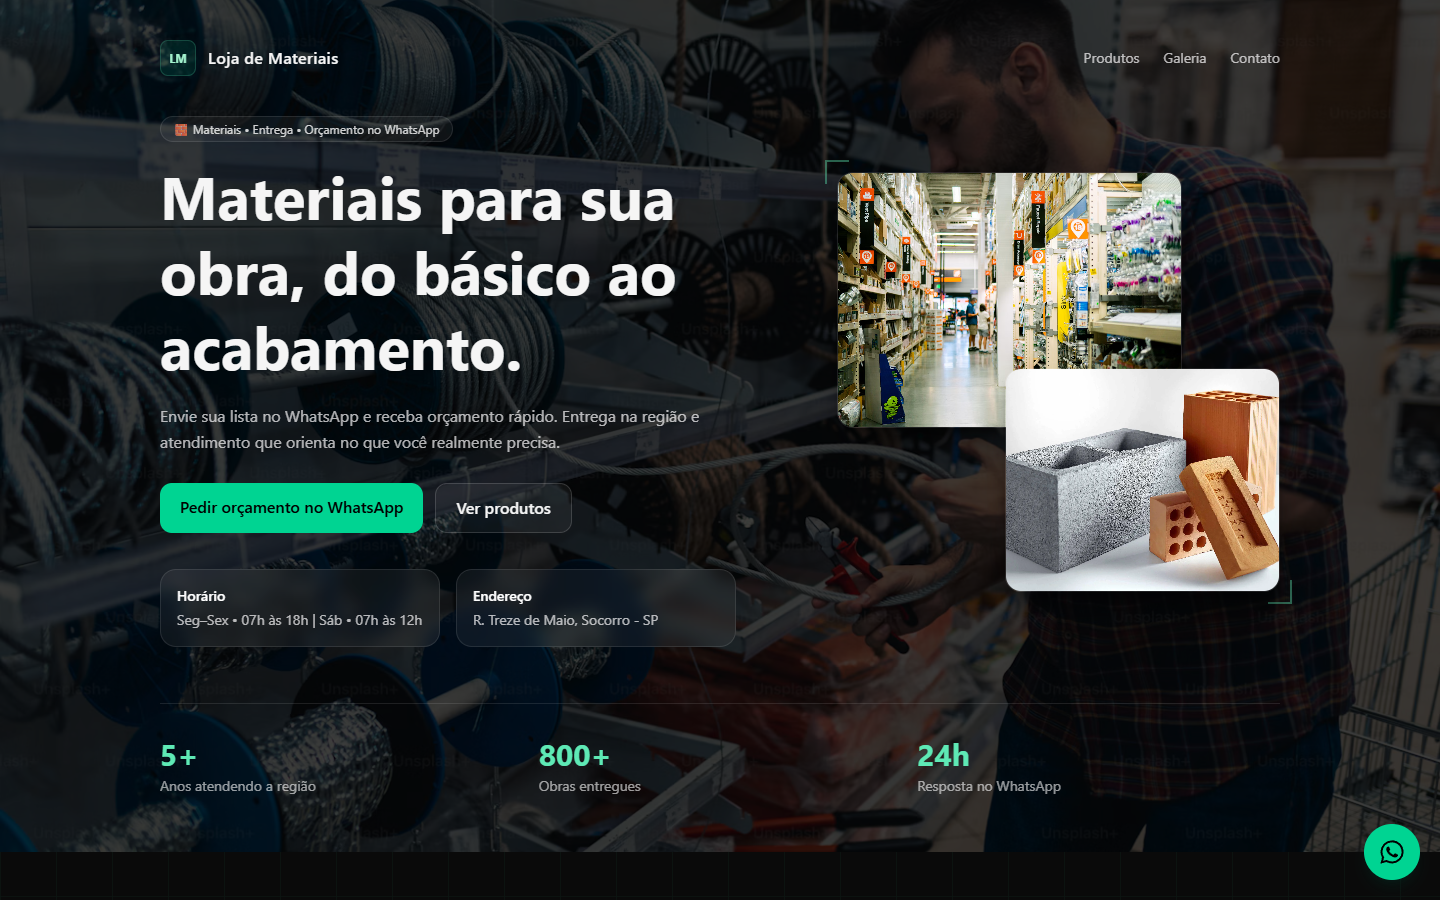 LM
Loja de Materiais
Produtos
Galeria
Contato
Materiais • Entrega • Orçamento no WhatsApp
Materiais para sua
obra, do básico ao
acabamento.
Envie sua lista no WhatsApp e receba orçamento rápido. Entrega na região e
atendimento que orienta no que você realmente precisa.
Pedir orçamento no WhatsApp
Ver produtos
Horário
Seg–Sex • 07h às 18h | Sáb • 07h às 12h
Endereço
R. Treze de Maio, Socorro - SP
5+
Anos atendendo a região
800+
Obras entregues
24h
Resposta no WhatsApp
Unsplash+